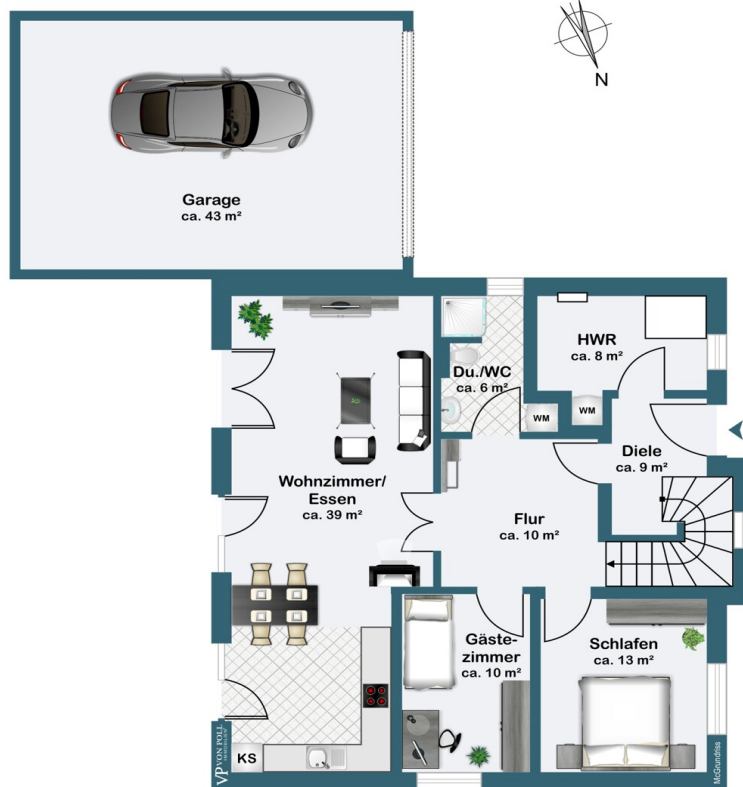 N
Garage
ca. 43 m²
HWR
ca. 8 m²
Du./WC
ca. 6 m²
WM
WM
Diele
ca. 9 m²
Wohnzimmer/
Essen
ca. 39 m²
Flur
ca. 10 m²
Gäste-
zimmer
ca. 10 m²
Schlafen
ca. 13 m²
KS
VP VON POLL
IMMOBILIEN
McGrundriss